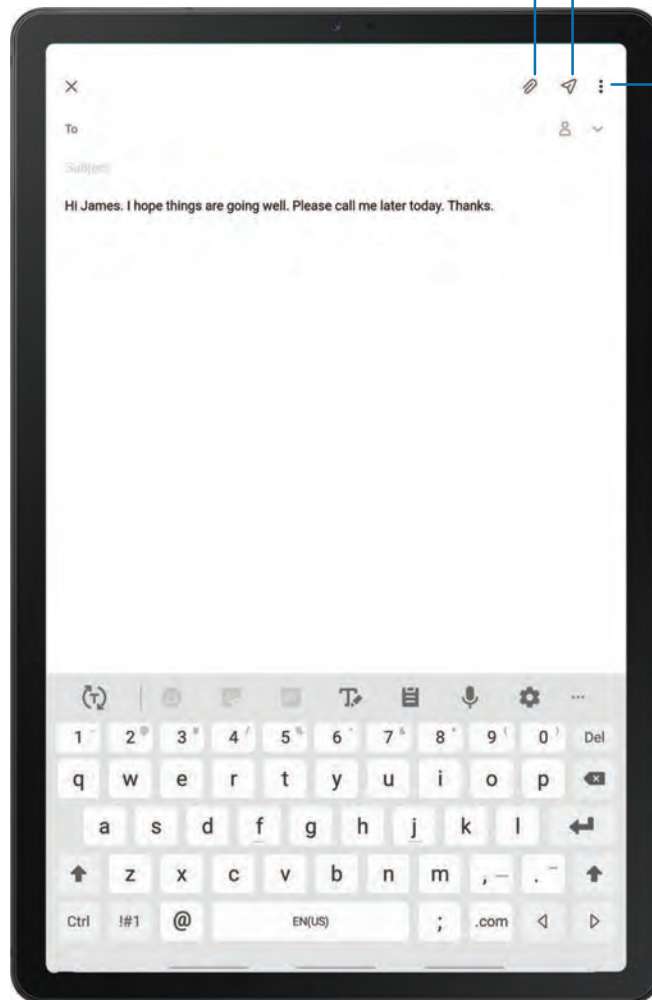 To
Subject
Hi James. I hope things are going well. Please call me later today. Thanks.
T
T
...
1 - 2 @ 3 # 4 / 5 % 6 ^ 7 & 8 * 9 ( 0 ) Del
q w e r t y u i o p
a s d f g h j k l
z x c v b n m , — . —
Ctrl !#1 @ EN(US) ; .com